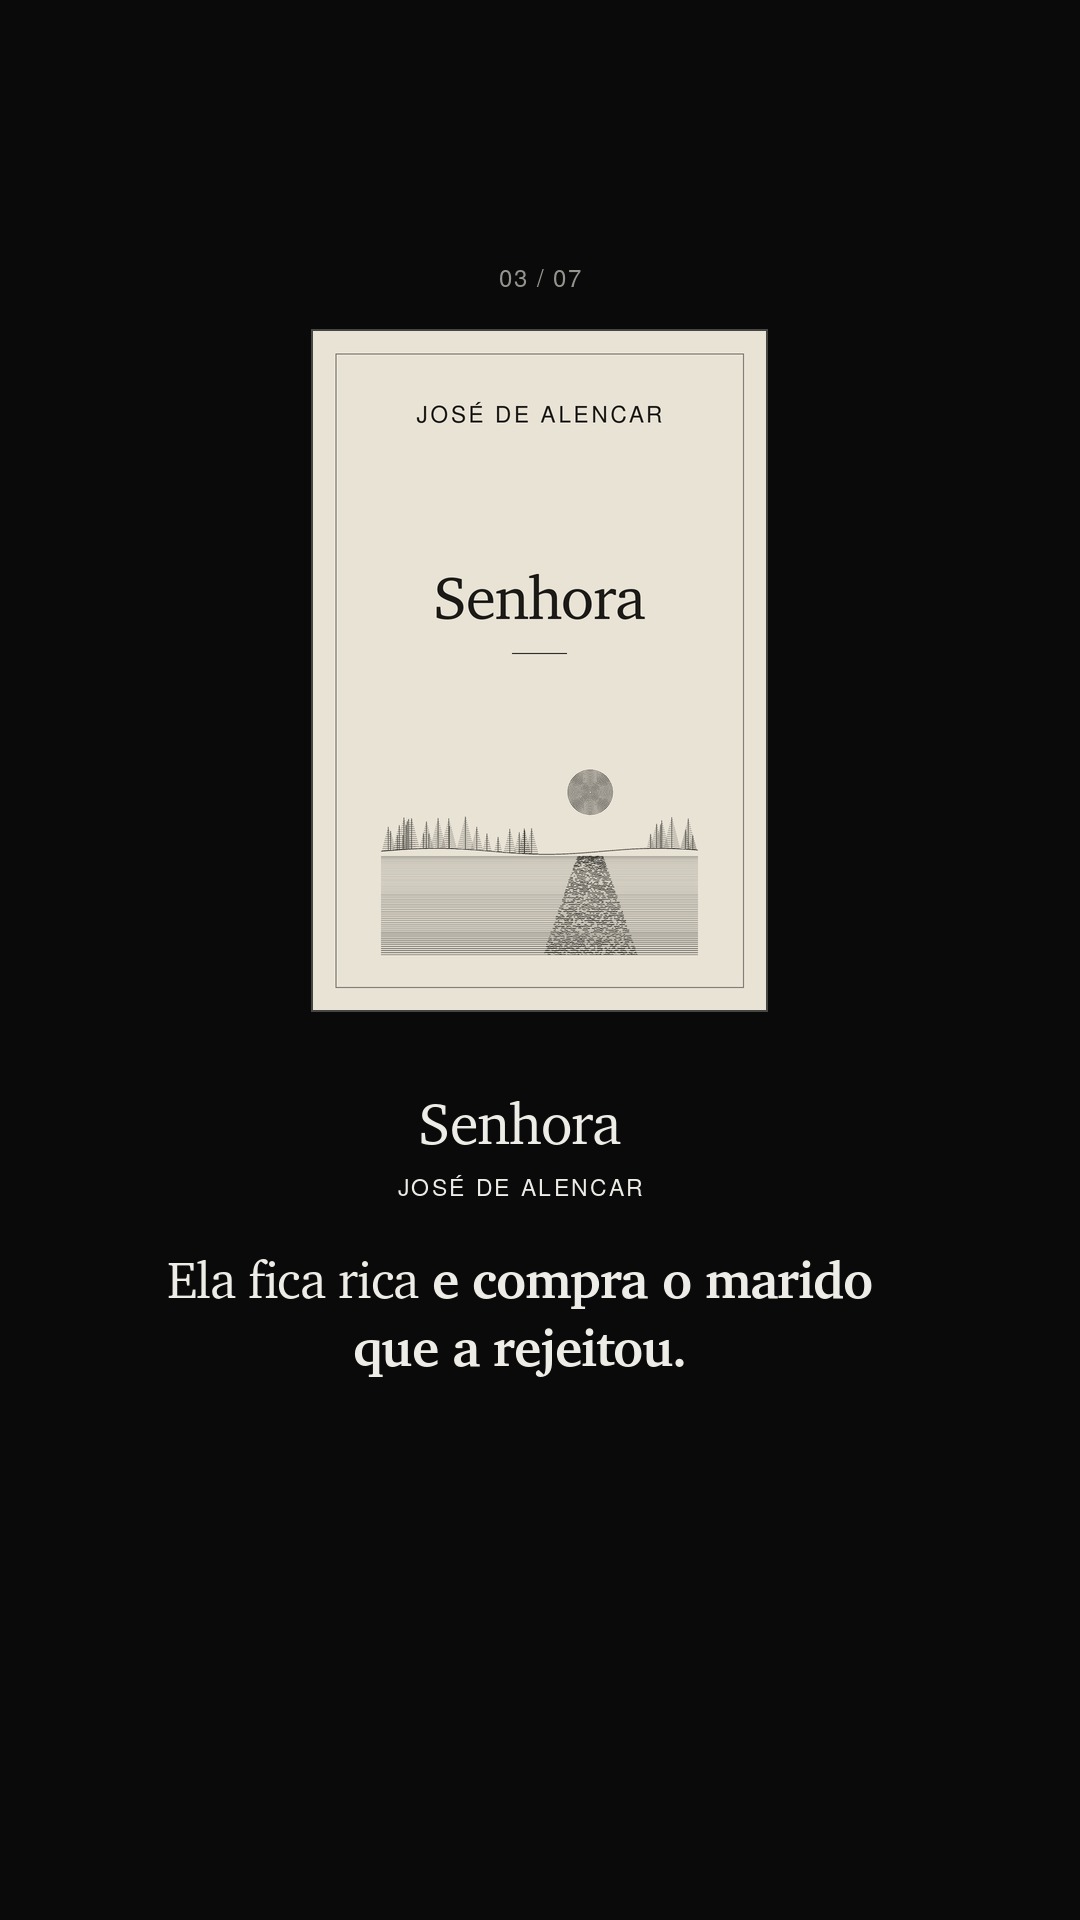 03 / 07
JOSÉ DE ALENCAR
Senhora
Senhora
JOSÉ DE ALENCAR
Ela fica rica e compra o marido
que a rejeitou.